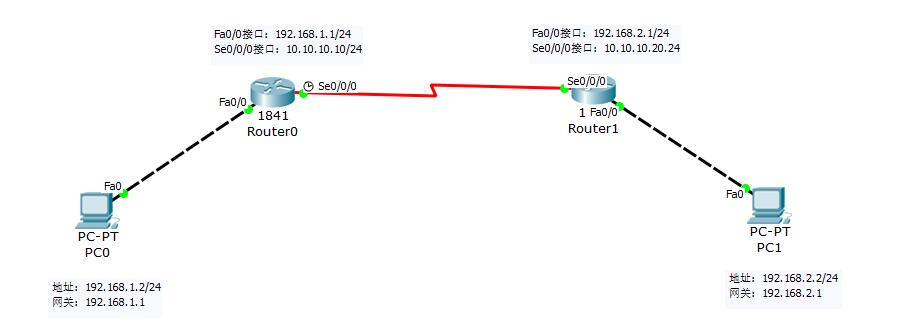 Fa0/0接口：192.168.1.1/24
Se0/0/0接口：10.10.10.10/24
Fa0/0接口：192.168.2.1/24
Se0/0/0接口：10.10.10.20.24
Se0/0/0
Fa0/0
1841
Router0
Se0/0/0
1 Fa0/0
Router1
Fa0
PC-PT
PC0
Fa0
PC-PT
PC1
地址：192.168.1.2/24
网关：192.168.1.1
地址：192.168.2.2/24
网关：192.168.2.1